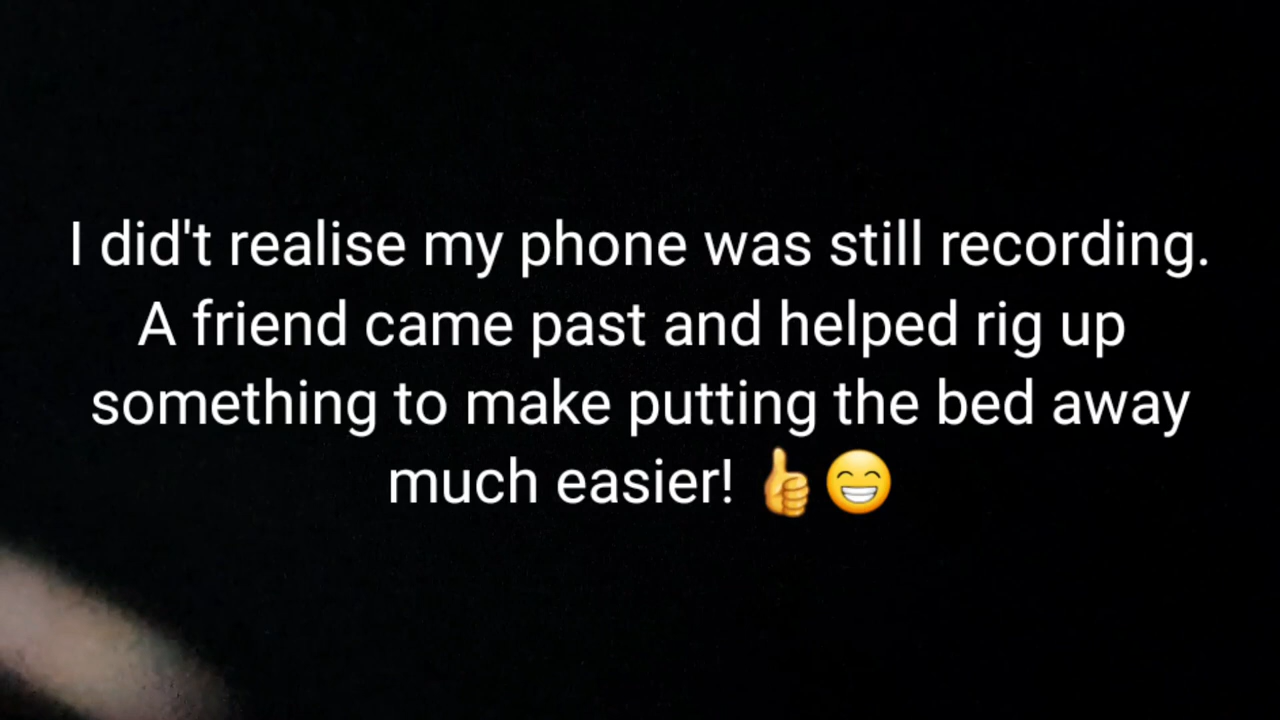 I did't realise my phone was still recording.
A friend came past and helped rig up
something to make putting the bed away
much easier! 👍😁